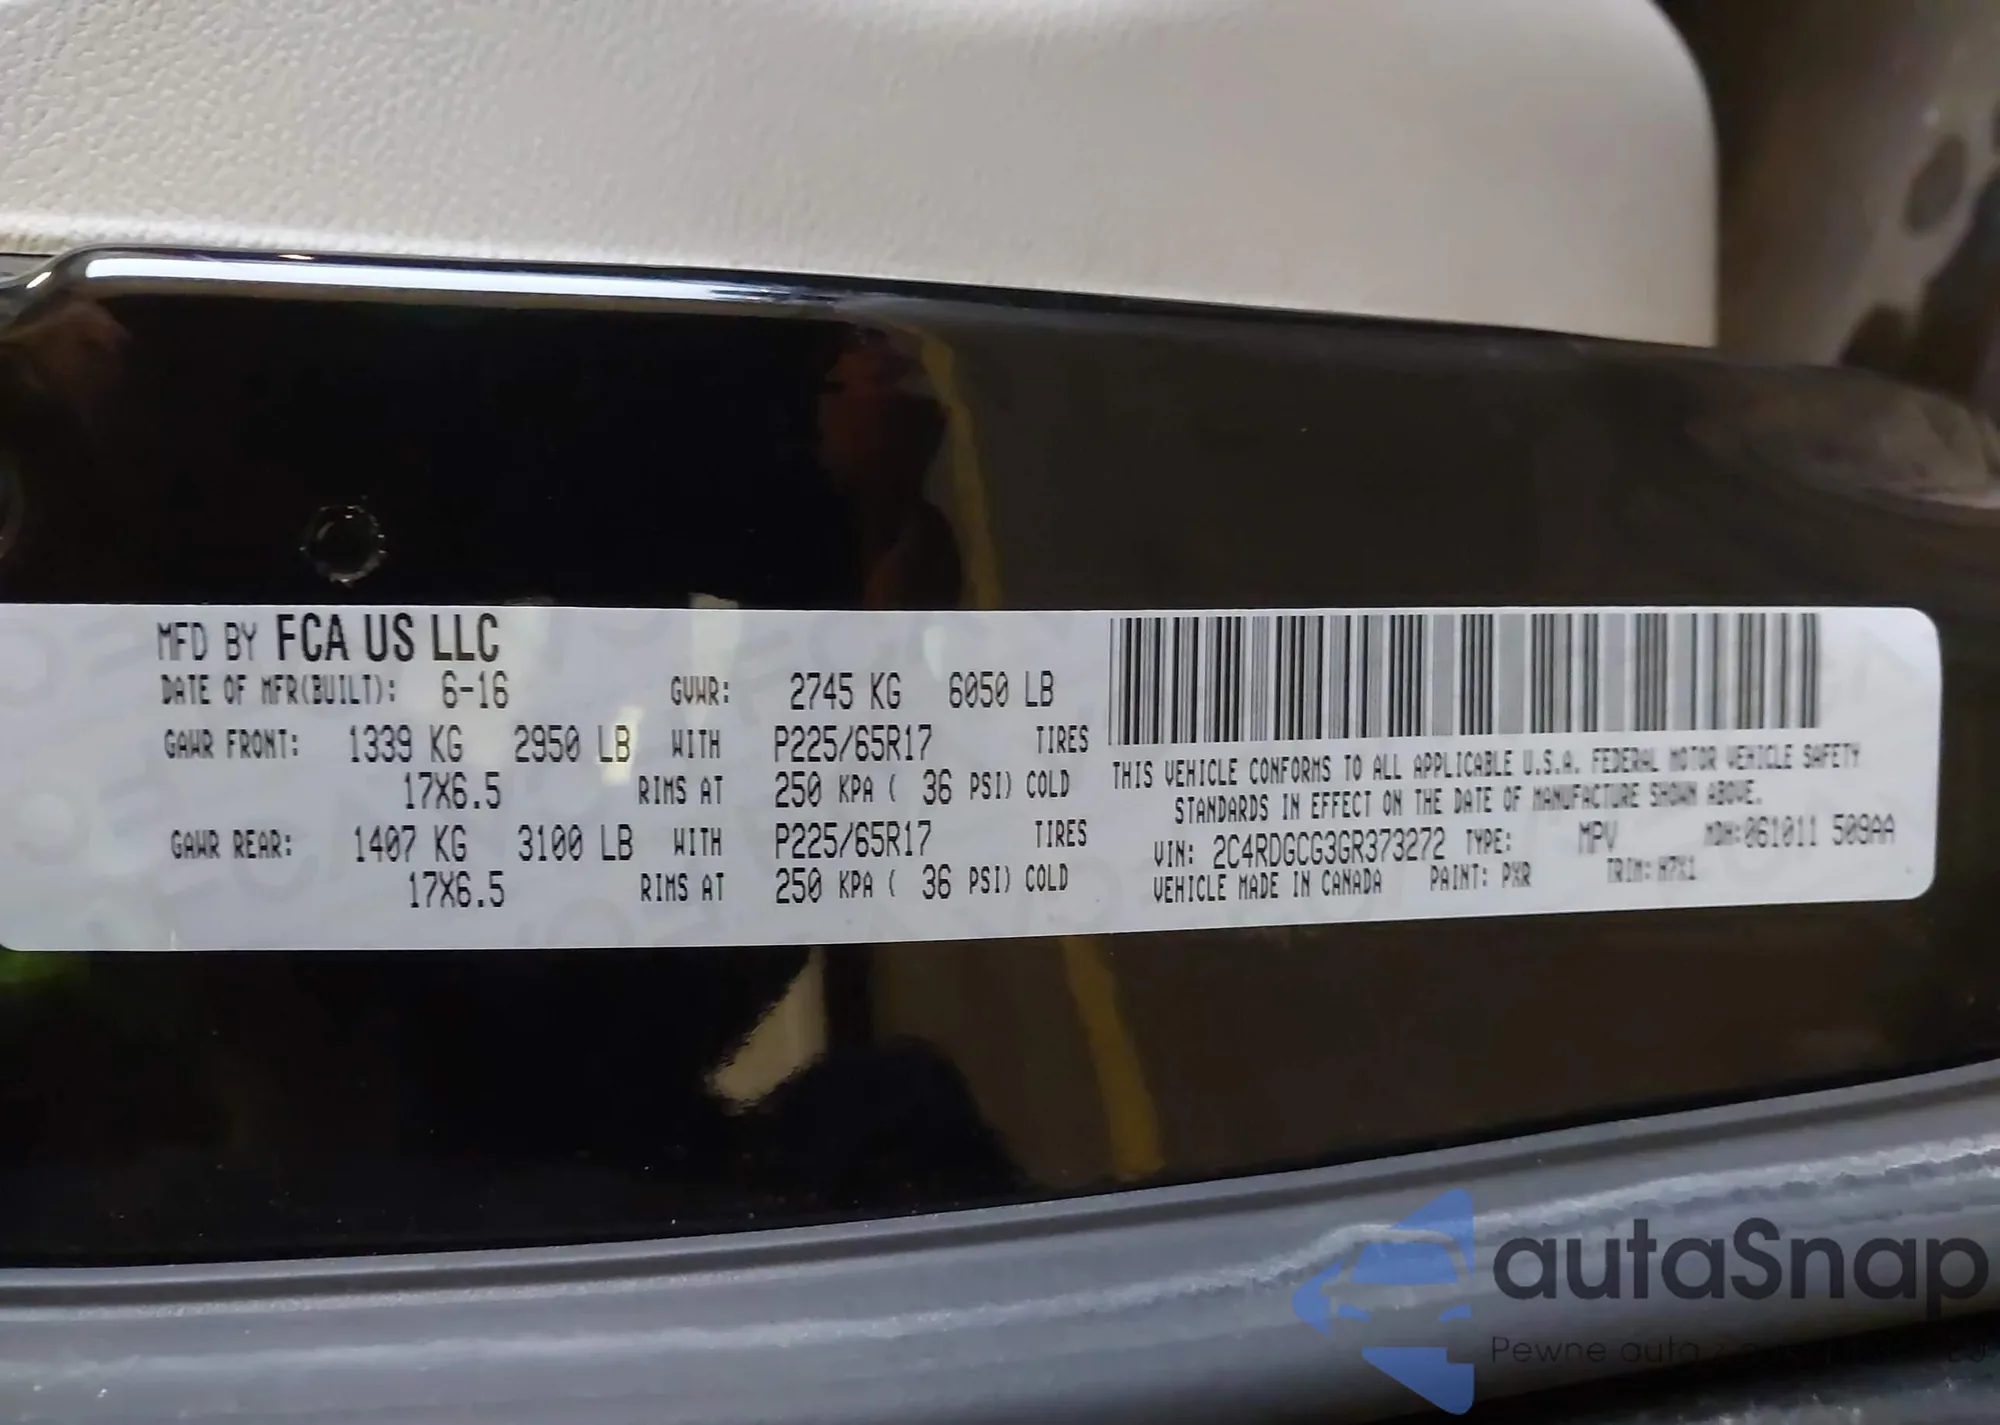 MFD BY FCA US LLC
DATE OF MFR(BUILT): 6-16 GVWR: 2745 KG 6050 LB
GAWR FRONT: 1339 KG 2950 LB WITH P225/65R17 TIRES
17X6.5 RIMS AT 250 KPA ( 36 PSI) COLD
GAWR REAR: 1407 KG 3100 LB WITH P225/65R17 TIRES
17X6.5 RIMS AT 250 KPA ( 36 PSI) COLD
THIS VEHICLE CONFORMS TO ALL APPLICABLE U.S.A. FEDERAL MOTOR VEHICLE SAFETY
STANDARDS IN EFFECT ON THE DATE OF MANUFACTURE SHOWN ABOVE.
VIN: 2C4RDGCG3GR373272 TYPE: MPV MDH:061011 509AA
VEHICLE MADE IN CANADA PAINT: PXR TRIM: M7X1
autaSnap
Pewne auta z